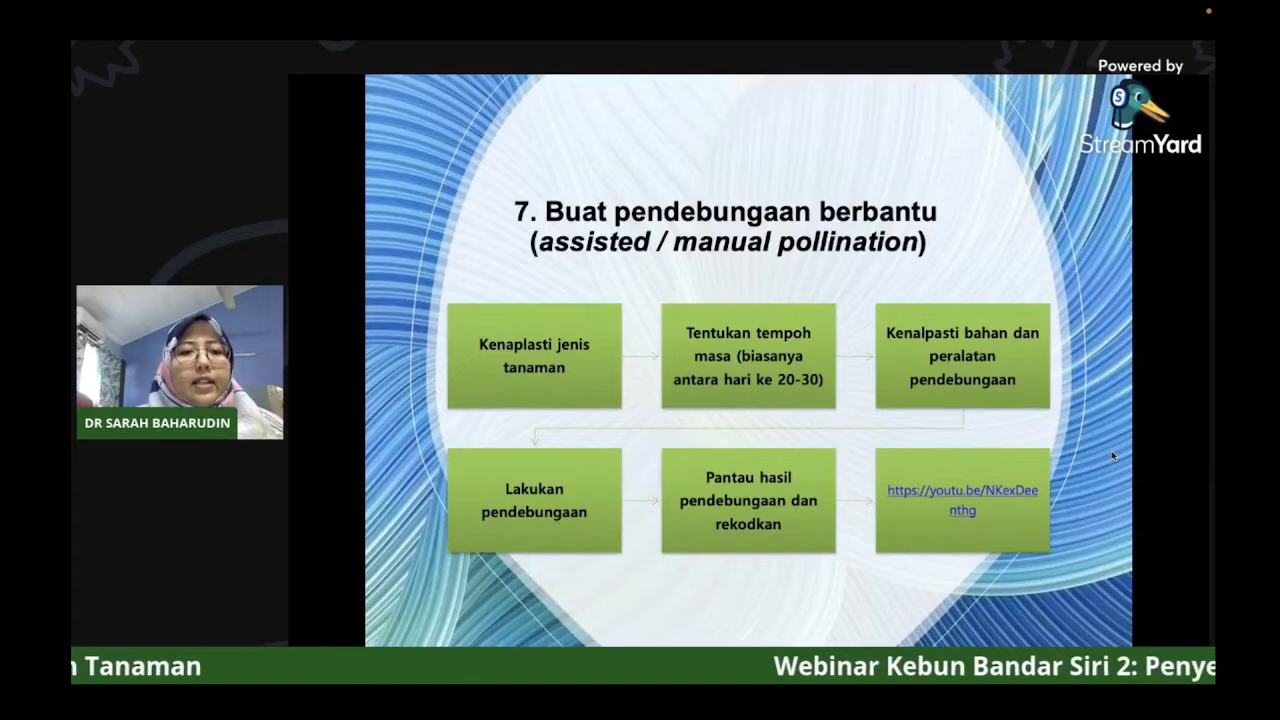 Powered by
StreamYard
7. Buat pendebungaan berbantu
(assisted / manual pollination)
Kenaplasti jenis
tanaman
Tentukan tempoh
masa (biasanya
antara hari ke 20-30)
Kenalpasti bahan dan
peralatan
pendebungaan
Lakukan
pendebungaan
Pantau hasil
pendebungaan dan
rekodkan
https://youtu.be/NKexDee
nthg
DR SARAH BAHARUDIN
n Tanaman
Webinar Kebun Bandar Siri 2: Penye